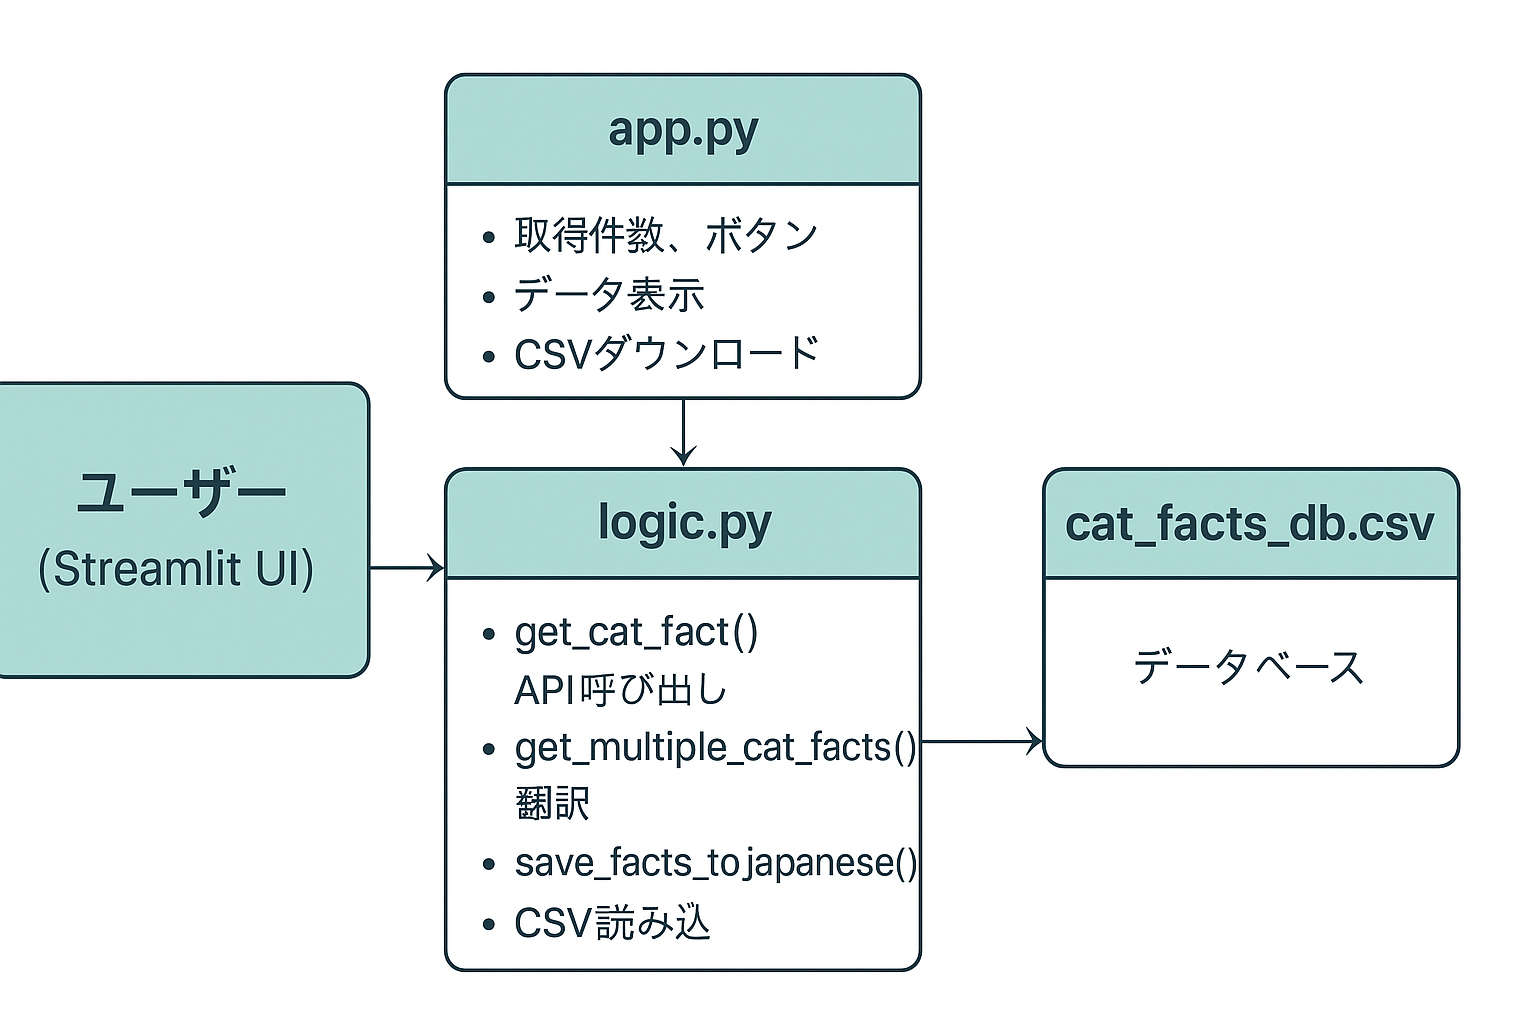 app.py
取得件数、ボタン
データ表示
CSVダウンロード
ユーザー
(Streamlit UI)
logic.py
get_cat_fact()
API呼び出し
get_multiple_cat_facts()
翻訳
save_facts_to japanese()
CSV読み込
cat_facts_db.csv
データベース